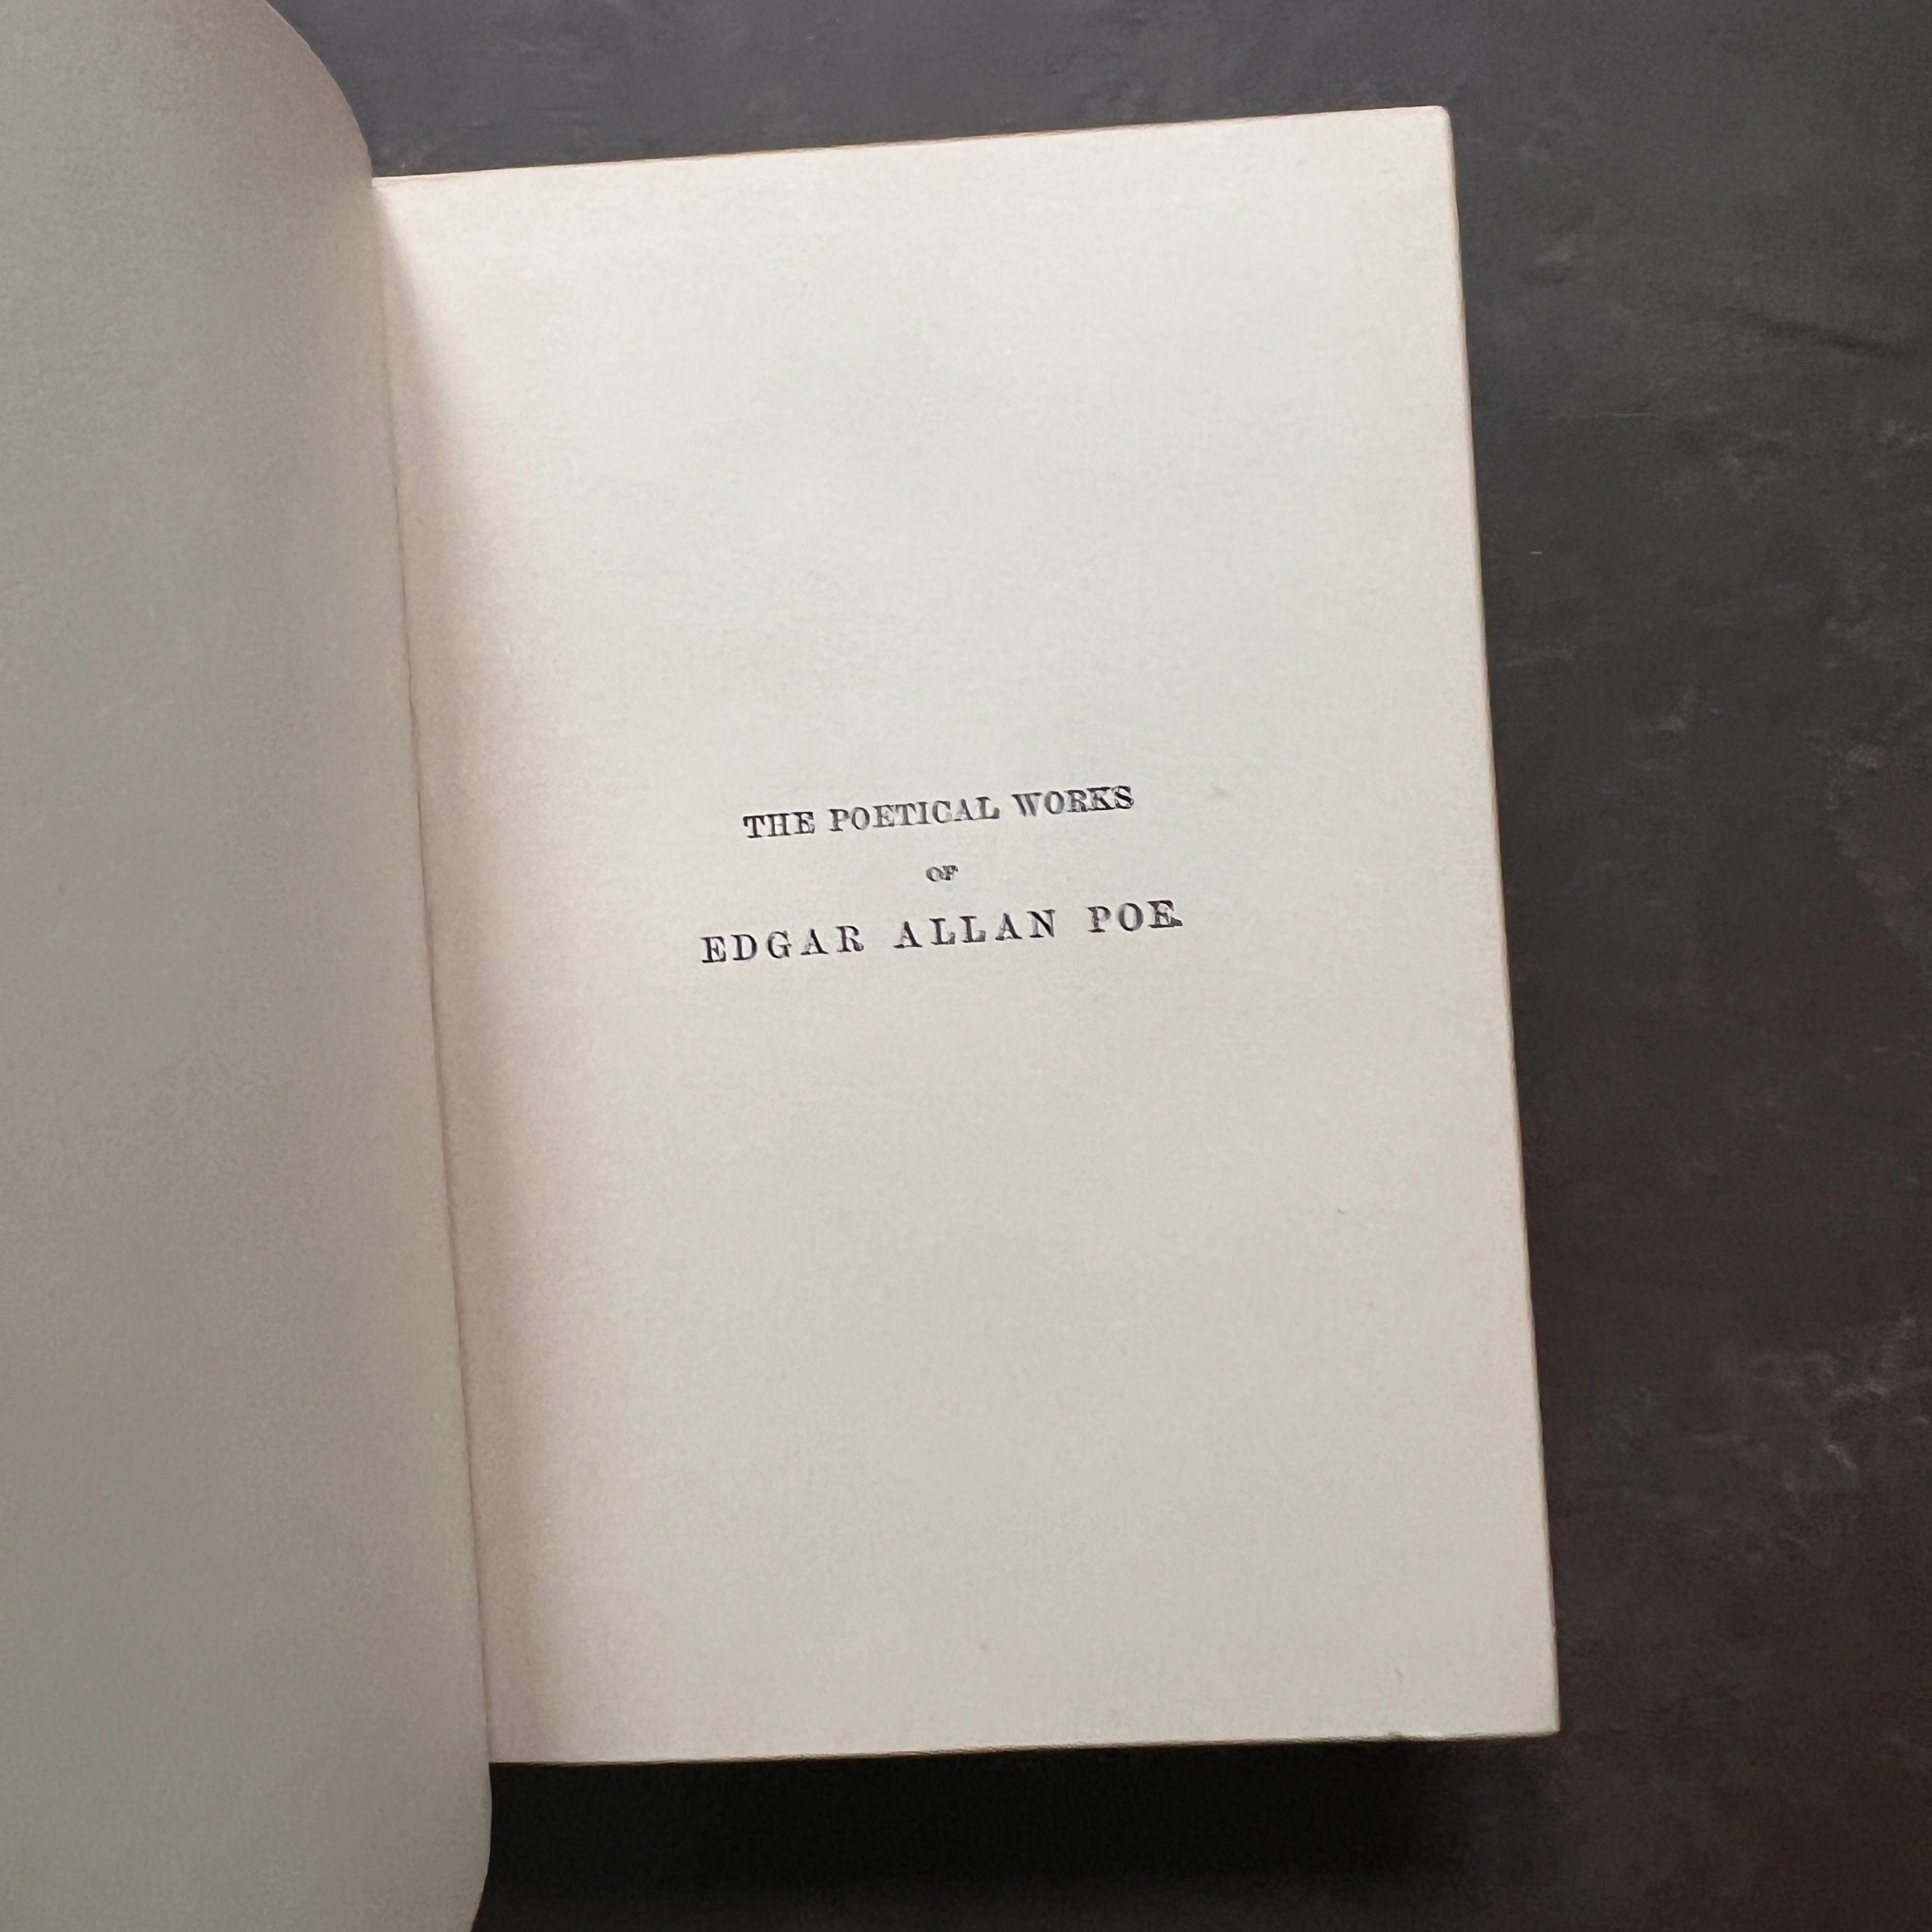 THE POETICAL WORKS
OF
EDGAR ALLAN POE